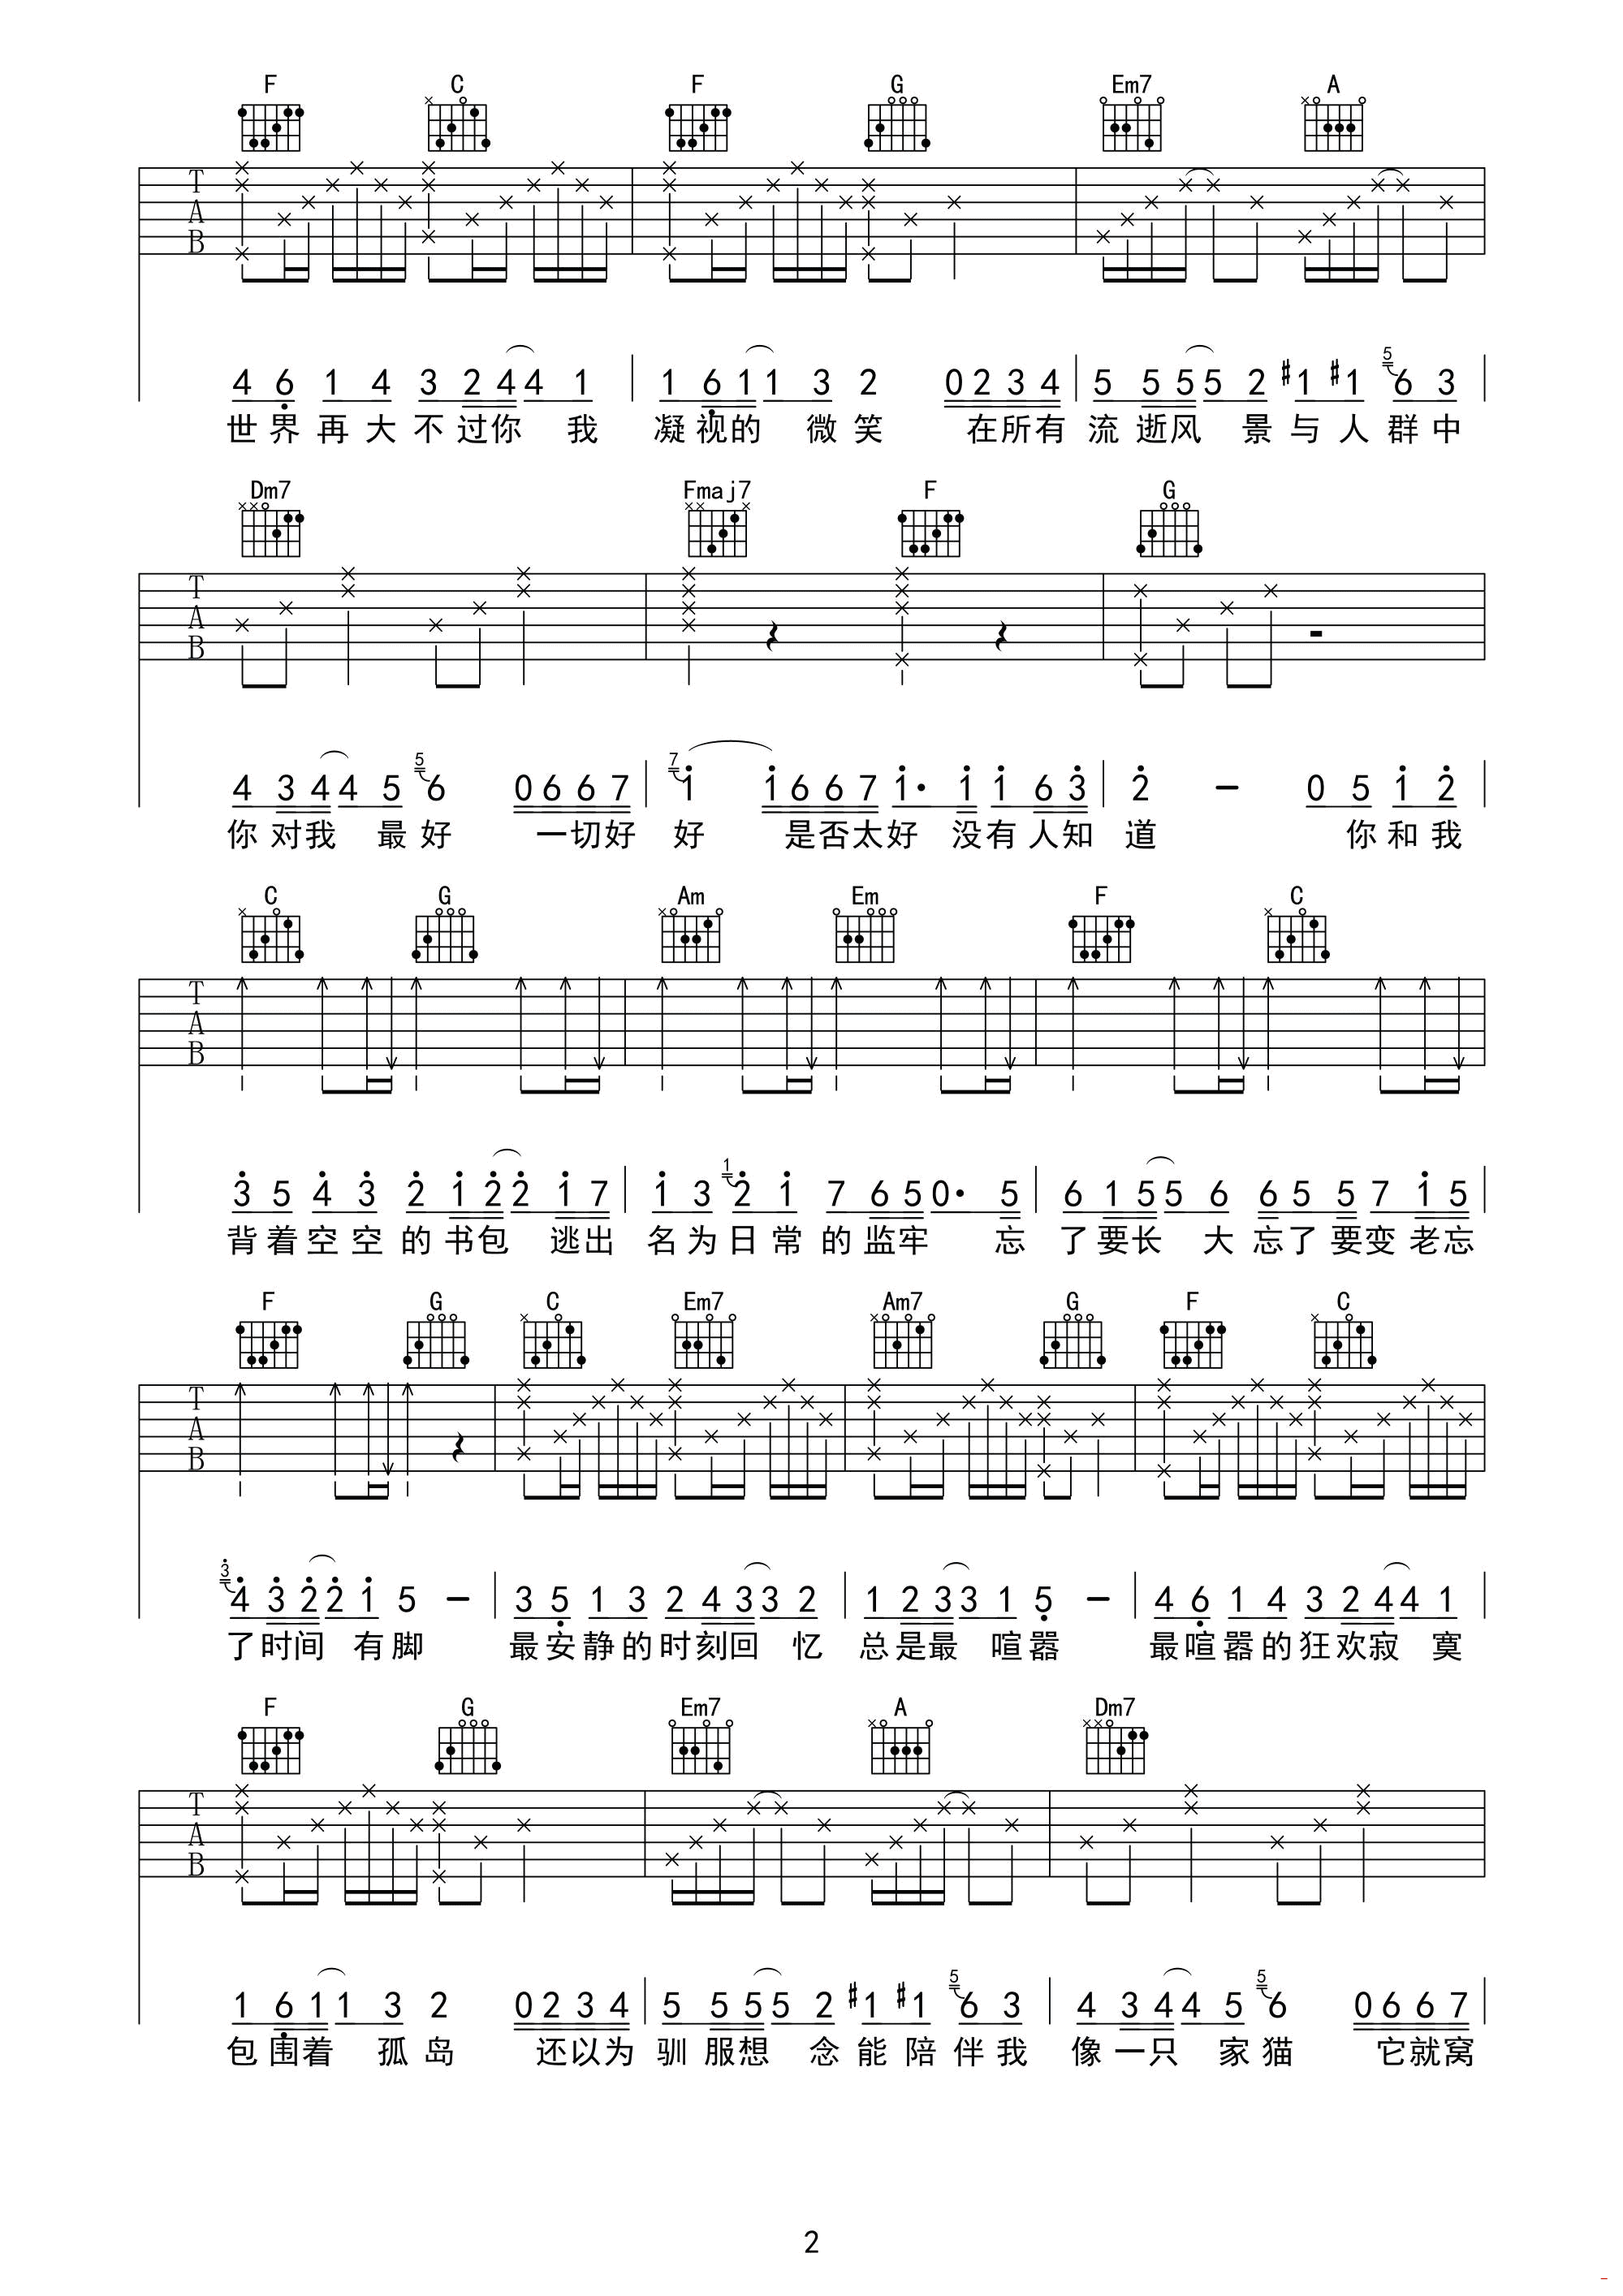 F C F G Em7 A
T
A
B
4 6 1 4 3 2 4 4 1 1 6 1 1 3 2 0 2 3 4 5 5 5 5 2 #1 #1 5 6 3
世界再大不过你 我 凝视的 微笑 在所有 流逝风 景与人群中
Dm7 Fmaj7 F G
T
A
B
4 3 4 4 5 5 6 0 6 6 7 7 1 1 6 6 7 1· 1 1 6 3 2 - 0 5 1 2
你对我 最好 一切好 好 是否太好 没有人知 道 你和我
C G Am Em F C
T
A
B
3 5 4 3 2 1 2 2 1 7 1 3 1 2 1 7 6 5 0· 5 6 1 5 5 6 6 5 5 7 1 5
背着空空的书包 逃出 名为日常的监牢 忘 了要长 大忘了要变老忘
F G C Em7 Am7 G F C
T
A
B
3 4 3 2 2 1 5 - 3 5 1 3 2 4 3 3 2 1 2 3 3 1 5 - 4 6 1 4 3 2 4 4 1
了时间 有脚 最安静的时刻回 忆 总是最 喧嚣 最喧嚣的狂欢寂 寞
F G Em7 A Dm7
T
A
B
1 6 1 1 3 2 0 2 3 4 5 5 5 5 2 #1 #1 5 6 3 4 3 4 4 5 5 6 0 6 6 7
包围着 孤岛 还以为 驯服想 念能陪伴我 像一只 家猫 它就窝
2